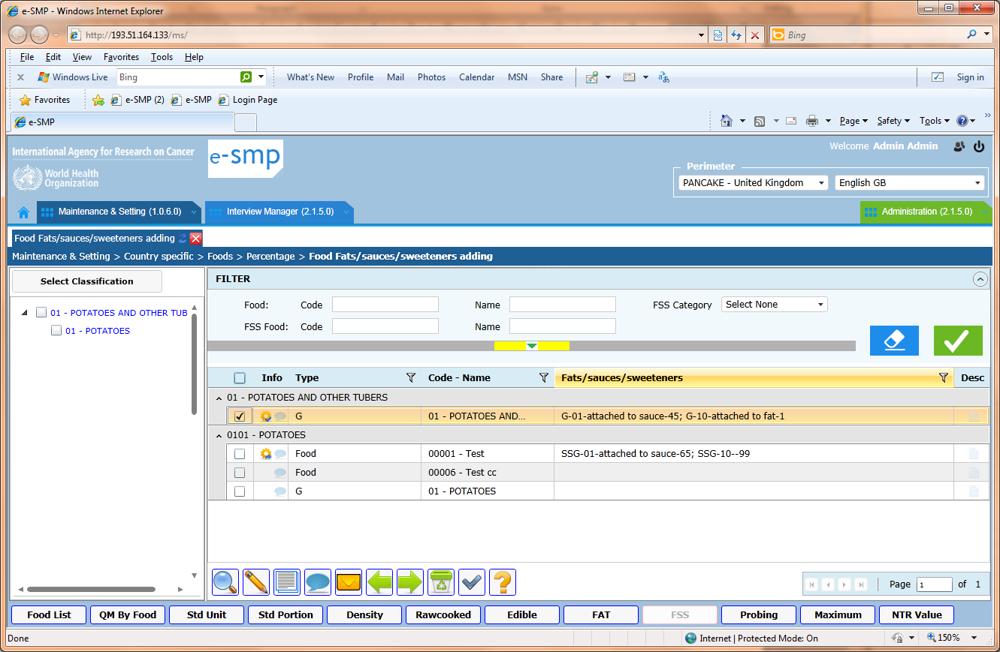 e-SMP - Windows Internet Explorer
http://193.51.164.133/ms/
Bing
File Edit View Favorites Tools Help
x Windows Live Bing What's New Profile Mail Photos Calendar MSN Share Sign in
Favorites e-SMP (2) e-SMP Login Page
e-SMP Page Safety Tools
International Agency for Research on Cancer
World Health Organization
e-smp
Welcome Admin Admin
Perimeter
PANCAKE - United Kingdom English GB
Maintenance & Setting (1.0.6.0) Interview Manager (2.1.5.0) Administration (2.1.5.0)
Food Fats/sauces/sweeteners adding
Maintenance & Setting > Country specific > Foods > Percentage > Food Fats/sauces/sweeteners adding
Select Classification
01 - POTATOES AND OTHER TUB
01 - POTATOES
FILTER
Food: Code Name FSS Category Select None
FSS Food: Code Name
Info Type Code - Name Fats/sauces/sweeteners Desc
01 - POTATOES AND OTHER TUBERS
G 01 - POTATOES AND... G-01-attached to sauce-45; G-10-attached to fat-1
0101 - POTATOES
Food 00001 - Test SSG-01-attached to sauce-65; SSG-10--99
Food 00006 - Test cc
G 01 - POTATOES
Page 1 of 1
Food List QM By Food Std Unit Std Portion Density Rawcooked Edible FAT FSS Probing Maximum NTR Value
Done Internet | Protected Mode: On 150%